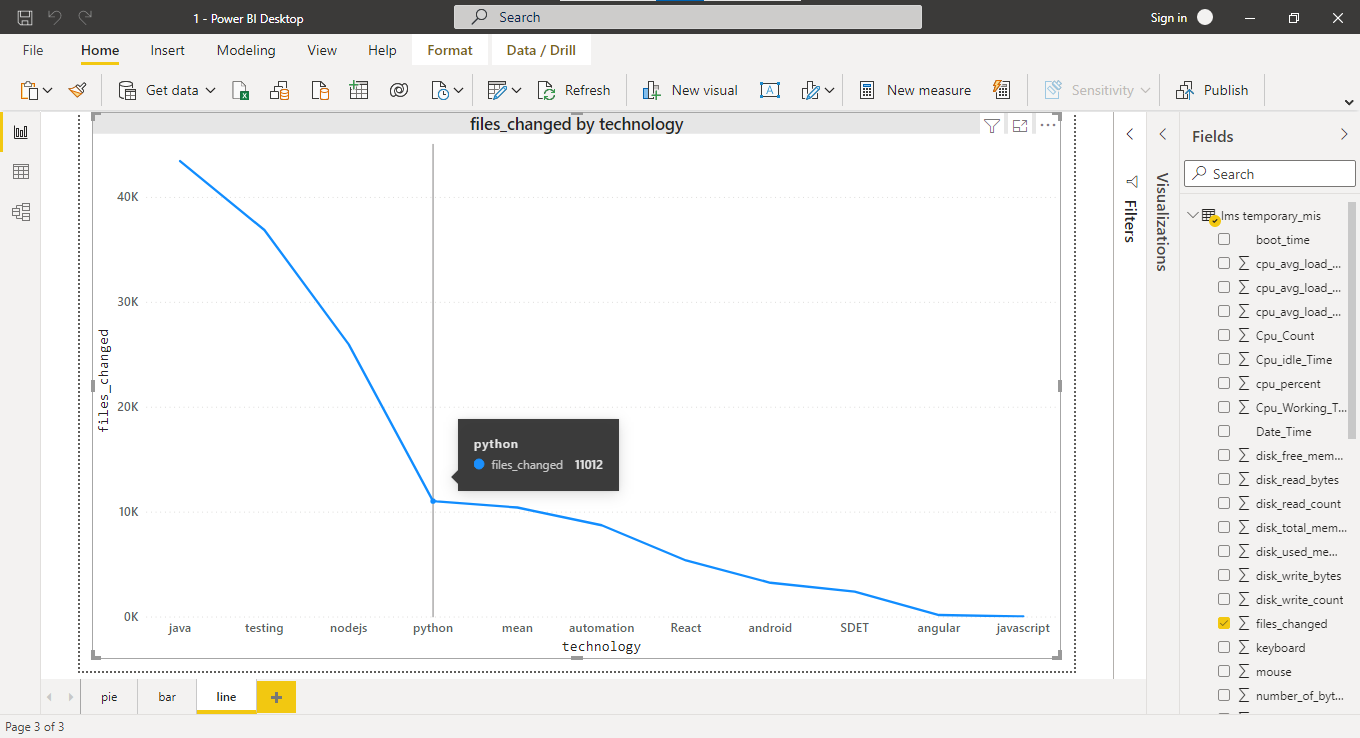 1 - Power BI Desktop
Search
Sign in
File Home Insert Modeling View Help Format Data / Drill
Get data Refresh New visual A New measure Sensitivity Publish
files_changed by technology
files_changed
40K
30K
20K
10K
0K
python
files_changed 11012
java testing nodejs python mean automation React android SDET angular javascript
technology
Filters
Visualizations
Fields
Search
lms temporary_mis
boot_time
cpu_avg_load_...
cpu_avg_load_...
cpu_avg_load_...
Cpu_Count
Cpu_idle_Time
cpu_percent
Cpu_Working_T...
Date_Time
disk_free_mem...
disk_read_bytes
disk_read_count
disk_total_mem...
disk_used_me...
disk_write_bytes
disk_write_count
files_changed
keyboard
mouse
number_of_byt...
pie bar line
Page 3 of 3